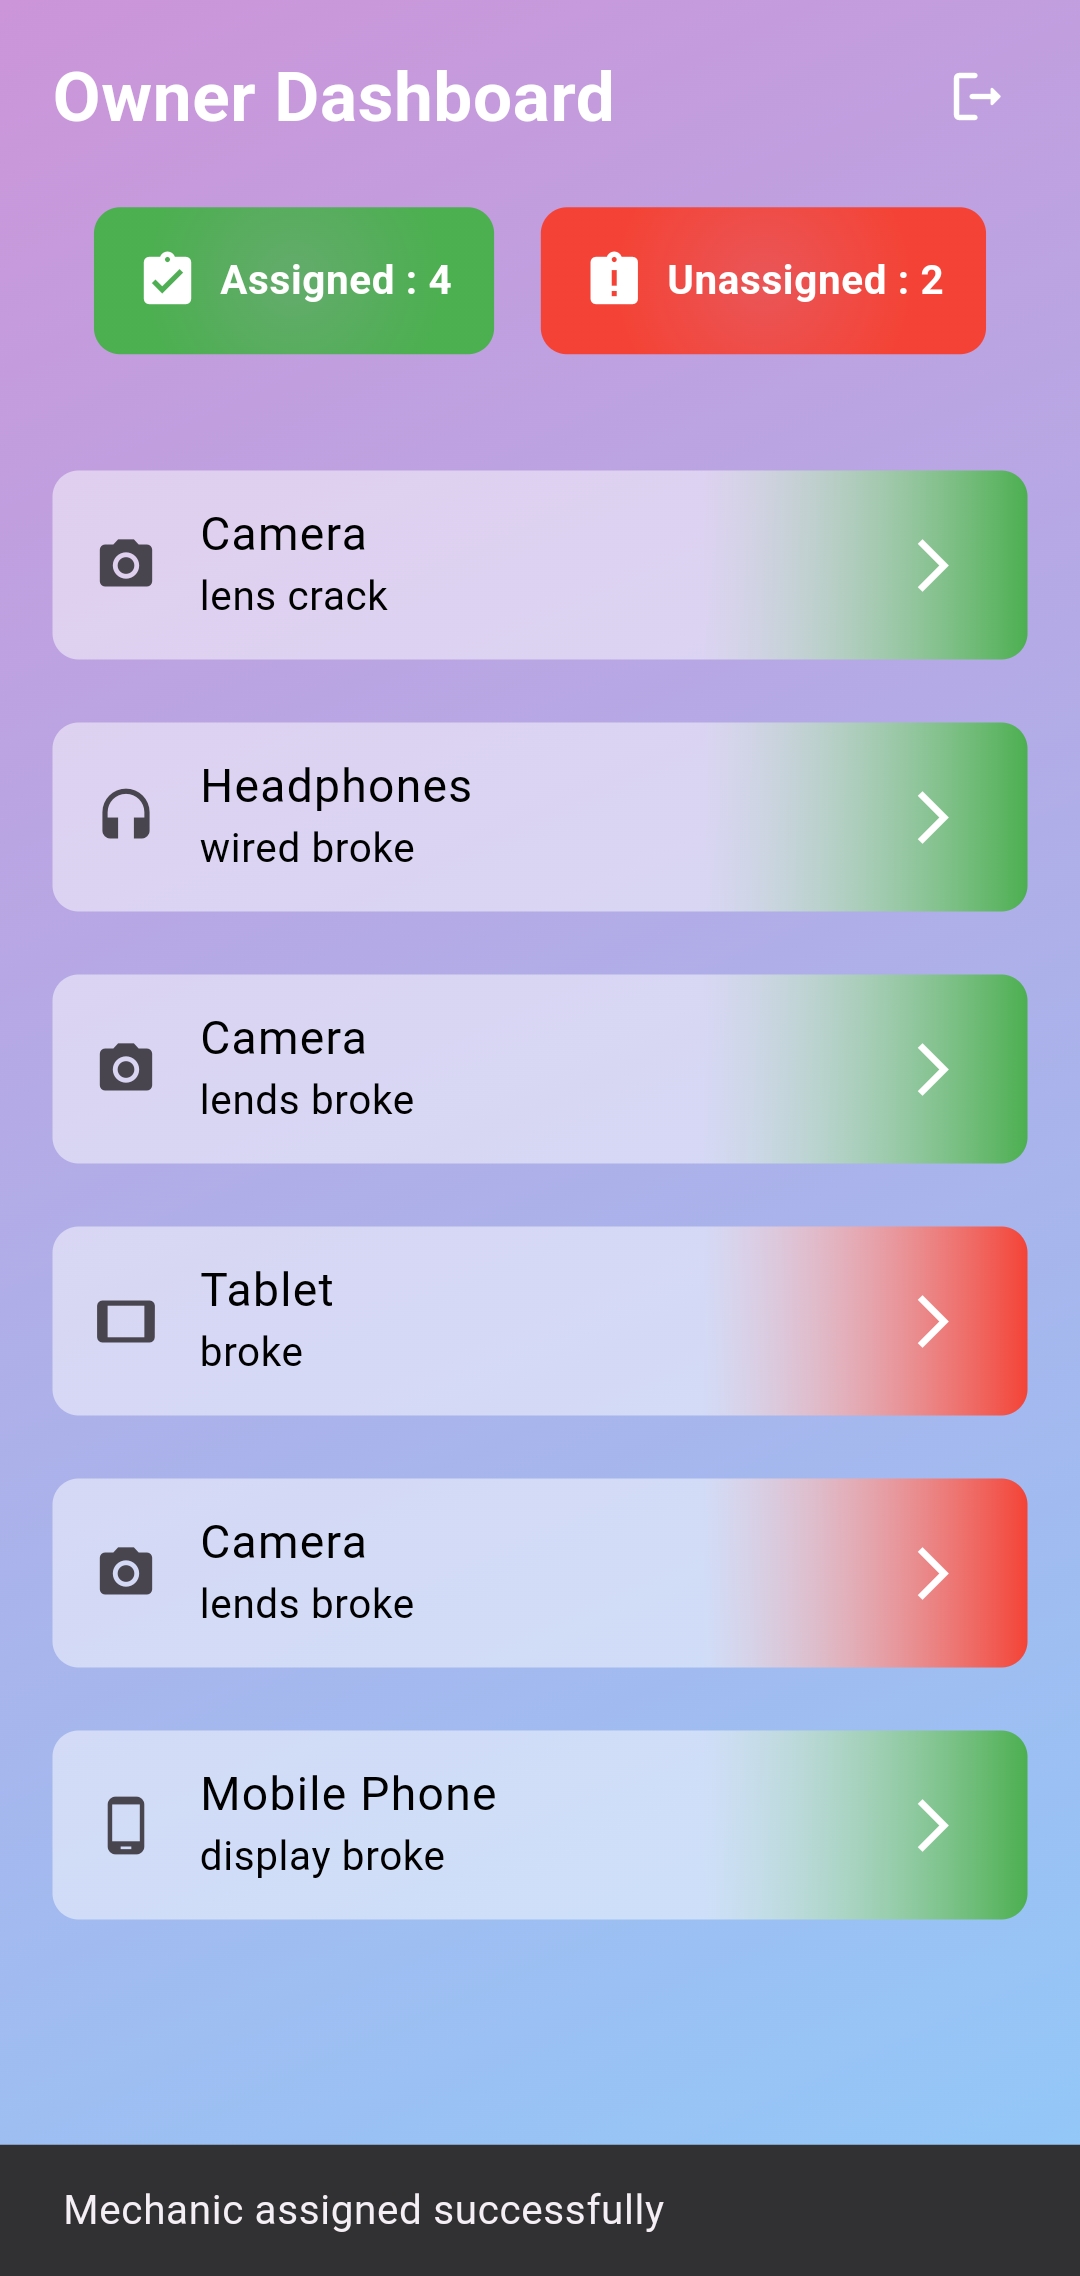 Owner Dashboard
Assigned : 4
Unassigned : 2
Camera
lens crack
Headphones
wired broke
Camera
lends broke
Tablet
broke
Camera
lends broke
Mobile Phone
display broke
Mechanic assigned successfully